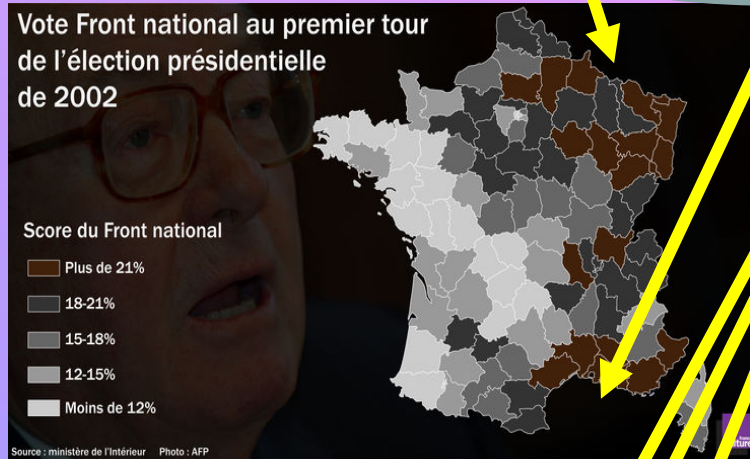 Vote Front national au premier tour
de l’élection présidentielle
de 2002
Score du Front national
Plus de 21%
18-21%
15-18%
12-15%
Moins de 12%
Source : ministère de l'Intérieur Photo : AFP